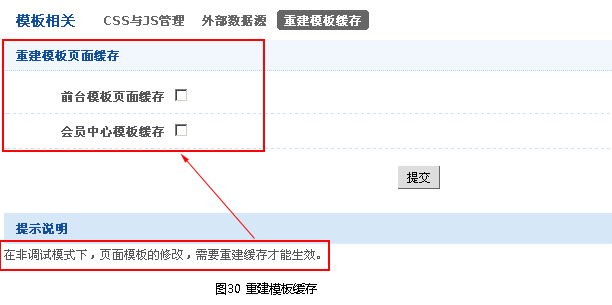 模板相关 CSS与JS管理 外部数据源 重建模板缓存
重建模板页面缓存
前台模板页面缓存
会员中心模板缓存
提交
提示说明
在非调试模式下，页面模板的修改，需要重建缓存才能生效。
图30 重建模板缓存